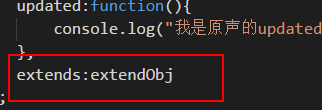 updated:function(){
console.log("我是原声的updated
},
extends:extendObj
;